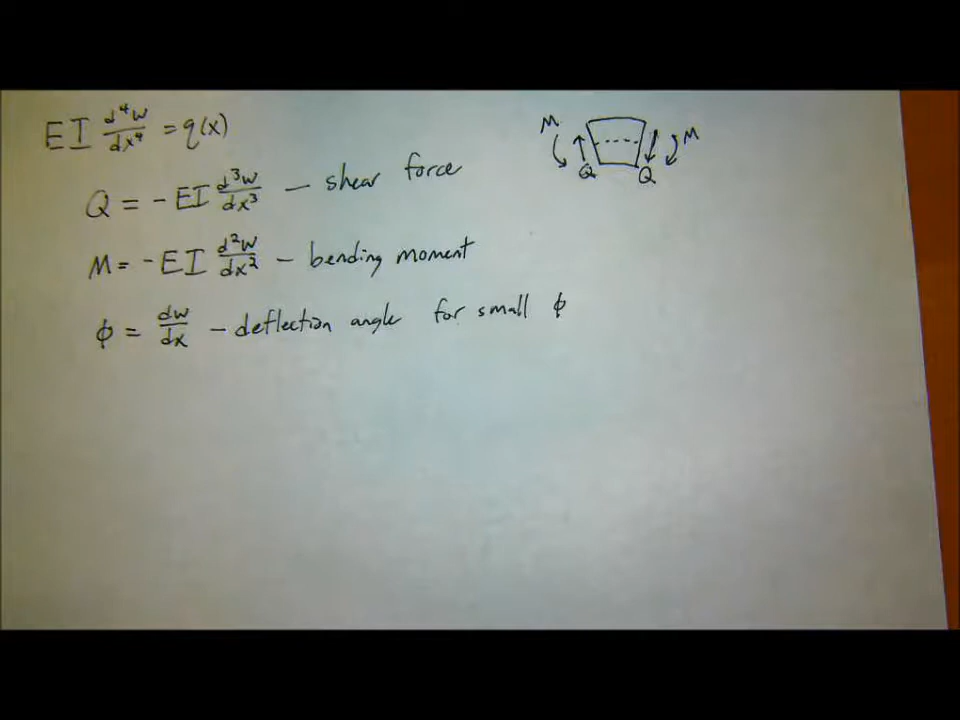 EI d⁴w/dx⁴ = q(x)
M M
Q Q
Q = -EI d³w/dx³ — shear force
M = -EI d²w/dx² – bending moment
φ = dw/dx – deflection angle for small φ